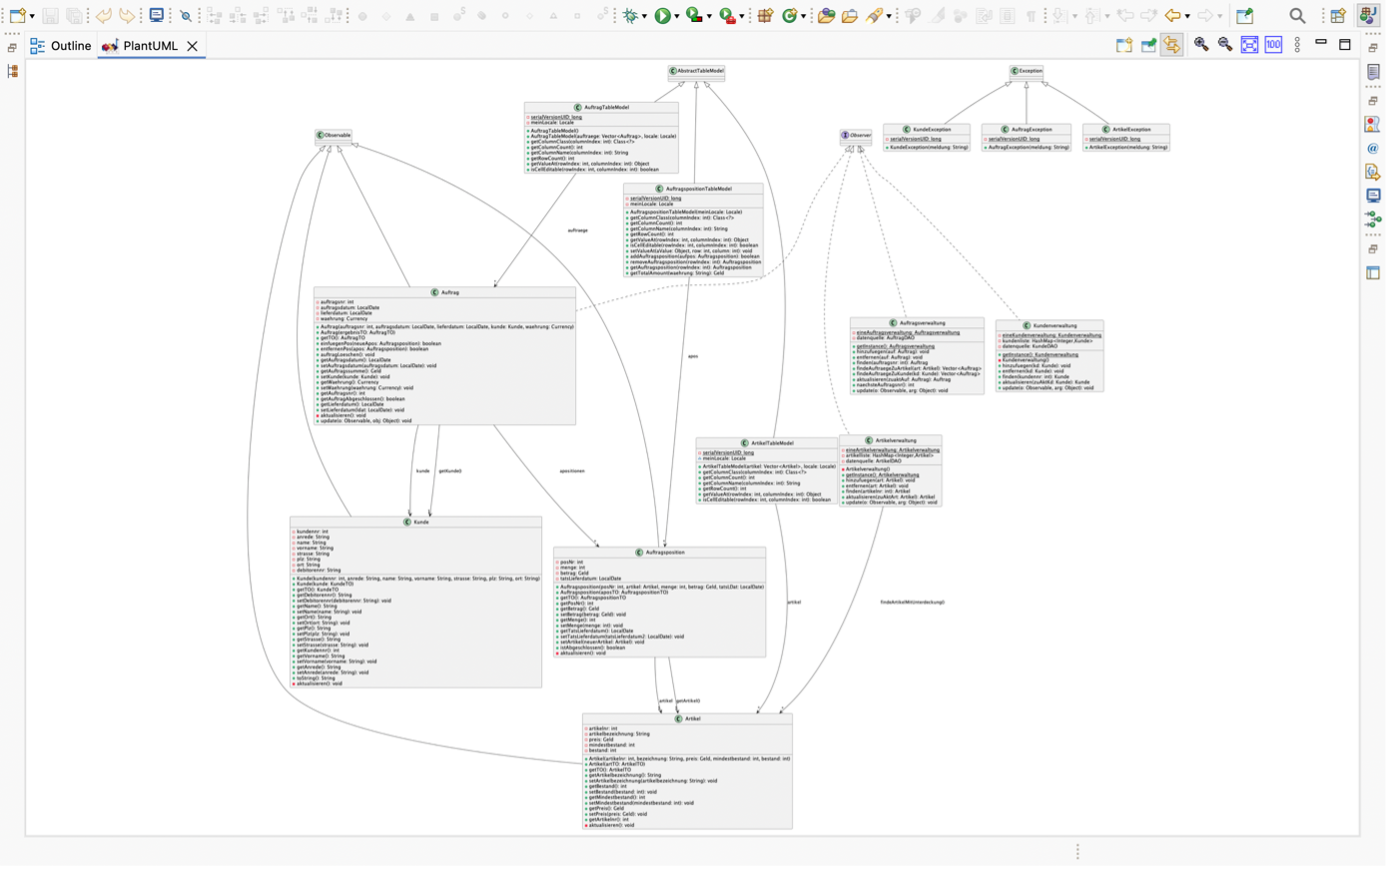 Outline
PlantUML
AbstractTableModel
Exception
AuftragTableModel
serialVersionUID: long
meinLocale: Locale
AuftragTableModel()
AuftragTableModel(auftraege: Vector<Auftrag>, locale: Locale)
getColumnClass(columnIndex: int): Class<?>
getColumnCount(): int
getColumnName(columnIndex: int): String
getRowCount(): int
getValueAt(rowIndex: int, columnIndex: int): Object
isCellEditable(rowIndex: int, columnIndex: int): boolean
Observable
Observer
KundeException
serialVersionUID: long
KundeException(meldung: String)
AuftragException
serialVersionUID: long
AuftragException(meldung: String)
ArtikelException
serialVersionUID: long
ArtikelException(meldung: String)
AuftragspositionTableModel
serialVersionUID: long
meinLocale: Locale
AuftragspositionTableModel(meinLocale: Locale)
getColumnClass(columnIndex: int): Class<?>
getColumnCount(): int
getColumnName(columnIndex: int): String
getRowCount(): int
getValueAt(rowIndex: int, columnIndex: int): Object
isCellEditable(rowIndex: int, columnIndex: int): boolean
setValueAt(aValue: Object, row: int, column: int): void
addAuftragsposition(aufpos: Auftragsposition): boolean
removeAuftragsposition(rowIndex: int): Auftragsposition
getAuftragsposition(rowIndex: int): Auftragsposition
getTotalAmount(waehrung: String): Geld
auftraege
Auftrag
auftragsnr: int
auftragsdatum: LocalDate
lieferdatum: LocalDate
waehrung: Currency
Auftrag(auftragsnr: int, auftragsdatum: LocalDate, lieferdatum: LocalDate, kunde: Kunde, waehrung: Currency)
getTO(): AuftragTO
einfuegenPos(neueApos: Auftragsposition): boolean
entfernenPos(apos: Auftragsposition): boolean
auftragLoeschen(): void
getAuftragsdatum(): LocalDate
setAuftragsdatum(auftragsdatum: LocalDate): void
getAuftragssumme(): Geld
setKunde(kunde: Kunde): void
getWaehrung(): Currency
setWaehrung(waehrung: Currency): void
getAuftragsnr(): int
getAuftragAbgeschlossen(): boolean
getLieferdatum(): LocalDate
setLieferdatum(ldat: LocalDate): void
aktualisieren(): void
update(o: Observable, obj: Object): void
Auftragsverwaltung
eineAuftragsverwaltung: Auftragsverwaltung
datenquelle: AuftragDAO
getInstance(): Auftragsverwaltung
hinzufuegen(auf: Auftrag): void
entfernen(auf: Auftrag): void
finden(auftragsnr: int): Auftrag
findeAuftraegeZuArtikel(art: Artikel): Vector<Auftrag>
findeAuftraegeZuKunde(kd: Kunde): Vector<Auftrag>
aktualisieren(zuAktAuf: Auftrag): Auftrag
naechsteAuftragsnr(): int
update(o: Observable, arg: Object): void
Kundenverwaltung
eineKundenverwaltung: Kundenverwaltung
kundenliste: HashMap<Integer,Kunde>
datenquelle: KundeDAO
getInstance(): Kundenverwaltung
Kundenverwaltung()
hinzufuegen(kd: Kunde): void
entfernen(kd: Kunde): void
finden(kundennr: int): Kunde
aktualisieren(zuAktKd: Kunde): Kunde
update(o: Observable, arg: Object): void
apos
kunde
getKunde()
apositionen
ArtikelTableModel
serialVersionUID: long
meinLocale: Locale
ArtikelTableModel(artikel: Vector<Artikel>, locale: Locale)
getColumnClass(columnIndex: int): Class<?>
getColumnCount(): int
getColumnName(columnIndex: int): String
getRowCount(): int
getValueAt(rowIndex: int, columnIndex: int): Object
isCellEditable(rowIndex: int, columnIndex: int): boolean
Artikelverwaltung
eineArtikelverwaltung: Artikelverwaltung
artikelliste: HashMap<Integer,Artikel>
datenquelle: ArtikelDAO
Artikelverwaltung()
getInstance(): Artikelverwaltung
hinzufuegen(art: Artikel): void
entfernen(art: Artikel): void
finden(artikelnr: int): Artikel
aktualisieren(zuAktArt: Artikel): Artikel
update(o: Observable, arg: Object): void
Kunde
kundennr: int
anrede: String
name: String
vorname: String
strasse: String
plz: String
ort: String
debitorennr: String
Kunde(kundennr: int, anrede: String, name: String, vorname: String, strasse: String, plz: String, ort: String)
Kunde(kunde: KundeTO)
getTO(): KundeTO
getDebitorennr(): String
setDebitorennr(debitorennr: String): void
getName(): String
setName(name: String): void
getOrt(): String
setOrt(ort: String): void
getPlz(): String
setPlz(plz: String): void
getStrasse(): String
setStrasse(strasse: String): void
getKundennr(): int
getVorname(): String
setVorname(vorname: String): void
getAnrede(): String
setAnrede(anrede: String): void
toString(): String
aktualisieren(): void
Auftragsposition
posNr: int
menge: int
betrag: Geld
tatsLieferdatum: LocalDate
Auftragsposition(posNr: int, artikel: Artikel, menge: int, betrag: Geld, tatsLDat: LocalDate)
Auftragsposition(aposTO: AuftragspositionTO)
getTO(): AuftragspositionTO
getPosNr(): int
getBetrag(): Geld
setBetrag(betrag: Geld): void
getMenge(): int
setMenge(menge: int): void
getTatsLieferdatum(): LocalDate
setTatsLieferdatum(tatsLieferdatum2: LocalDate): void
setArtikel(neuerArtikel: Artikel): void
istAbgeschlossen(): boolean
aktualisieren(): void
artikel
findeArtikelMitUnterdeckung()
artikel
getArtikel()
Artikel
artikelnr: int
artikelbezeichnung: String
preis: Geld
mindestbestand: int
bestand: int
Artikel(artikelnr: int, bezeichnung: String, preis: Geld, mindestbestand: int, bestand: int)
Artikel(artTO: ArtikelTO)
getTO(): ArtikelTO
getArtikelbezeichnung(): String
setArtikelbezeichnung(artikelbezeichnung: String): void
getBestand(): int
setBestand(bestand: int): void
getMindestbestand(): int
setMindestbestand(mindestbestand: int): void
getPreis(): Geld
setPreis(preis: Geld): void
getArtikelnr(): int
aktualisieren(): void